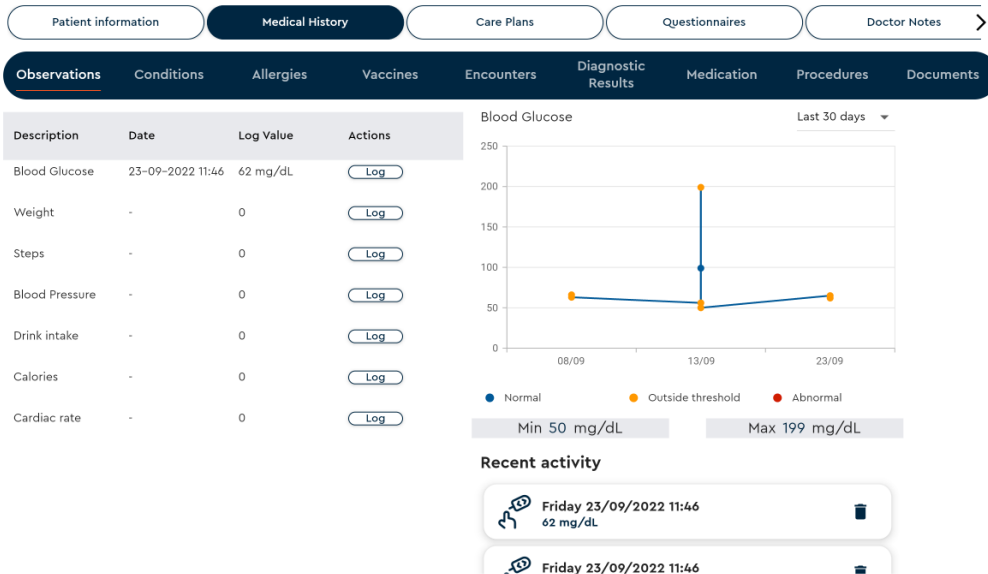 Patient information Medical History Care Plans Questionnaires Doctor Notes
Observations Conditions Allergies Vaccines Encounters Diagnostic Results Medication Procedures Documents
Description Date Log Value Actions
Blood Glucose 23-09-2022 11:46 62 mg/dL Log
Weight - 0 Log
Steps - 0 Log
Blood Pressure - 0 Log
Drink intake - 0 Log
Calories - 0 Log
Cardiac rate - 0 Log
Blood Glucose Last 30 days
250
200
150
100
50
0
08/09 13/09 23/09
Normal Outside threshold Abnormal
Min 50 mg/dL Max 199 mg/dL
Recent activity
Friday 23/09/2022 11:46
62 mg/dL
Friday 23/09/2022 11:46